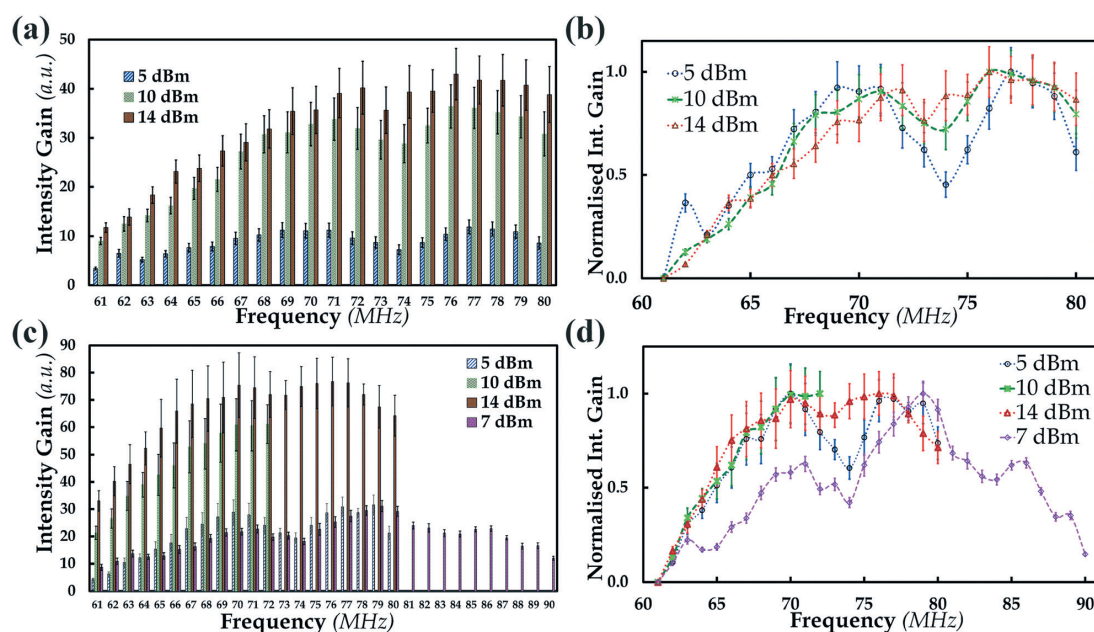 (a)
50
40
30
20
10
0
Intensity Gain (a.u.)
5 dBm
10 dBm
14 dBm
61 62 63 64 65 66 67 68 69 70 71 72 73 74 75 76 77 78 79 80
Frequency (MHz)
(b)
1.0
0.5
0.0
Normalised Int. Gain
5 dBm
10 dBm
14 dBm
60 65 70 75 80
Frequency (MHz)
(c)
90
80
70
60
50
40
30
20
10
0
Intensity Gain (a.u.)
5 dBm
10 dBm
14 dBm
7 dBm
61 62 63 64 65 66 67 68 69 70 71 72 73 74 75 76 77 78 79 80 81 82 83 84 85 86 87 88 89 90
Frequency (MHz)
(d)
1.0
0.5
0.0
Normalised Int. Gain
5 dBm
10 dBm
14 dBm
7 dBm
60 65 70 75 80 85 90
Frequency (MHz)